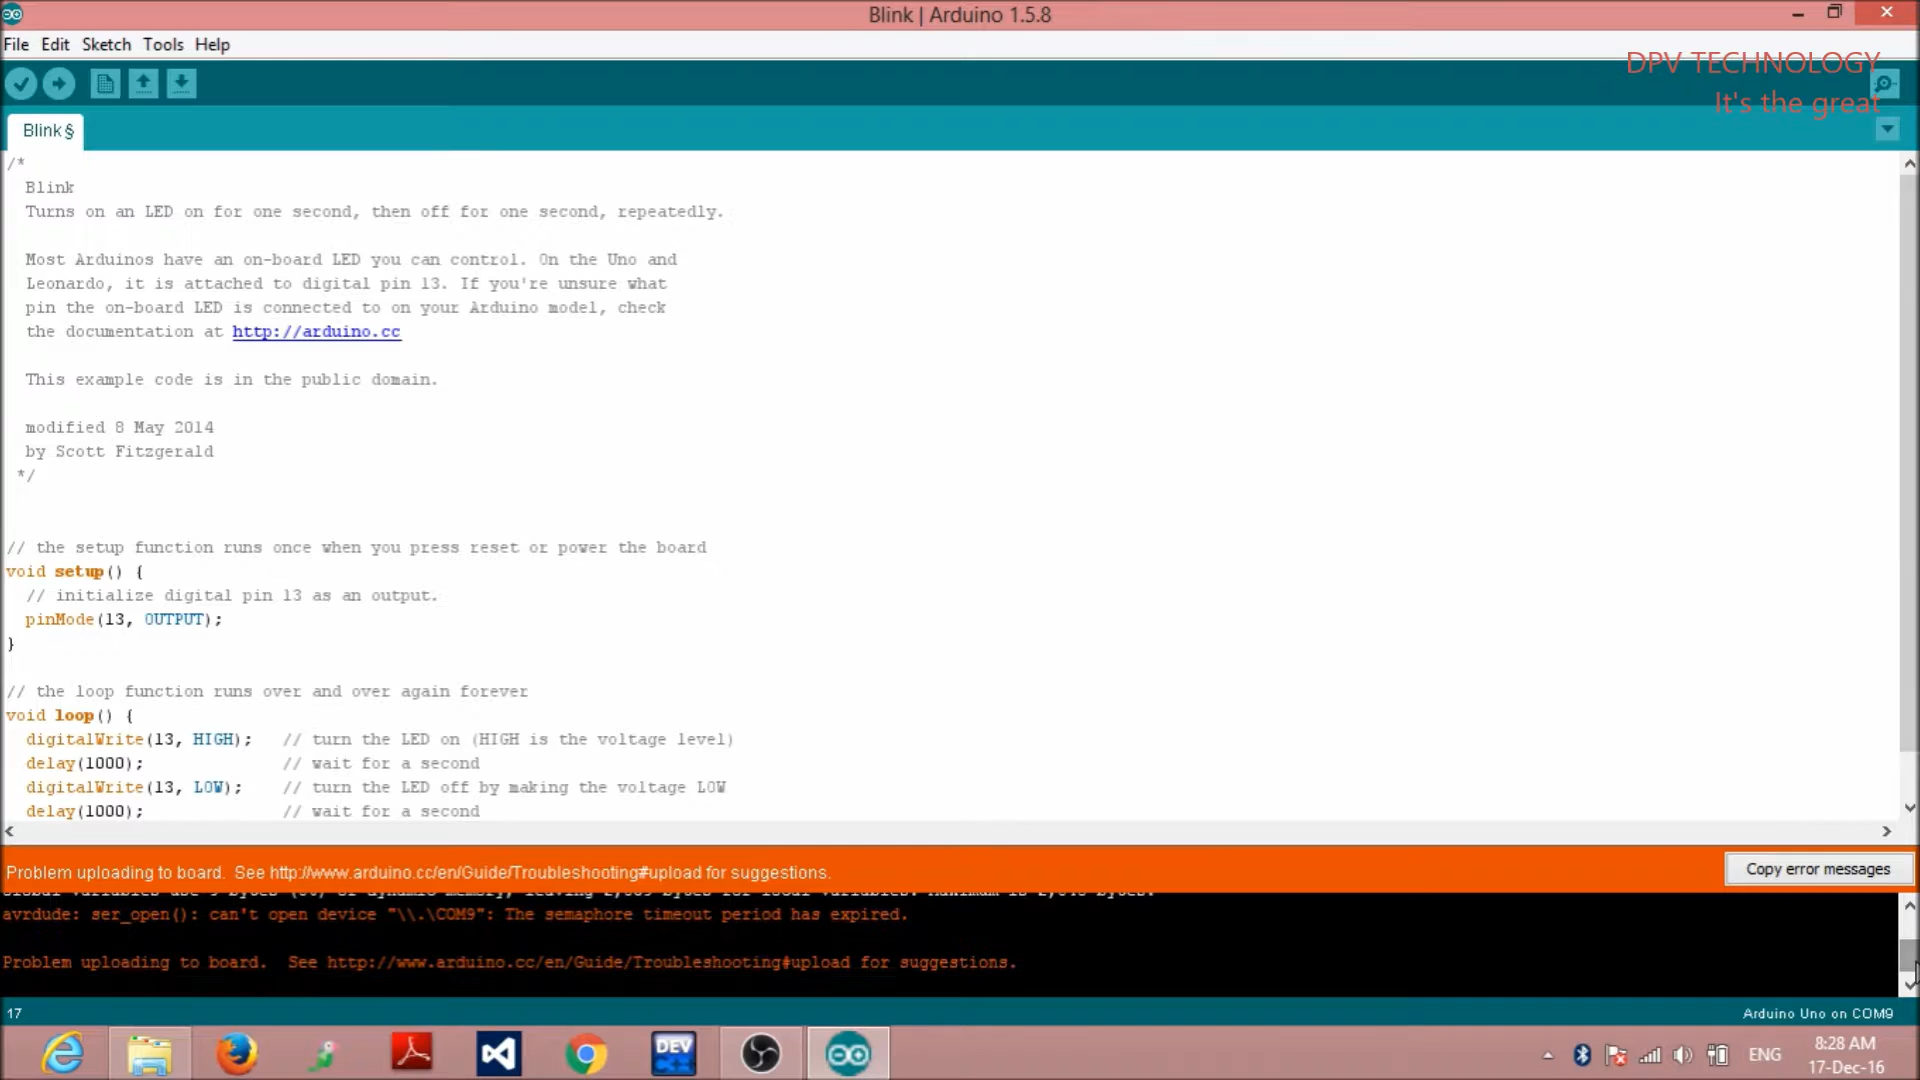 Blink | Arduino 1.5.8
File Edit Sketch Tools Help
DPV TECHNOLOGY
It's the great
Blink §
/*
Blink
Turns on an LED on for one second, then off for one second, repeatedly.
Most Arduinos have an on-board LED you can control. On the Uno and
Leonardo, it is attached to digital pin 13. If you're unsure what
pin the on-board LED is connected to on your Arduino model, check
the documentation at http://arduino.cc
This example code is in the public domain.
modified 8 May 2014
by Scott Fitzgerald
*/
// the setup function runs once when you press reset or power the board
void setup() {
// initialize digital pin 13 as an output.
pinMode(13, OUTPUT);
}
// the loop function runs over and over again forever
void loop() {
digitalWrite(13, HIGH);   // turn the LED on (HIGH is the voltage level)
delay(1000);              // wait for a second
digitalWrite(13, LOW);    // turn the LED off by making the voltage LOW
delay(1000);              // wait for a second
Problem uploading to board. See http://www.arduino.cc/en/Guide/Troubleshooting#upload for suggestions.
Copy error messages
avrdude: ser_open(): can't open device "\\.\COM9": The semaphore timeout period has expired.
Problem uploading to board.  See http://www.arduino.cc/en/Guide/Troubleshooting#upload for suggestions.
17
Arduino Uno on COM9
DEV
C++
ENG
8:28 AM
17-Dec-16